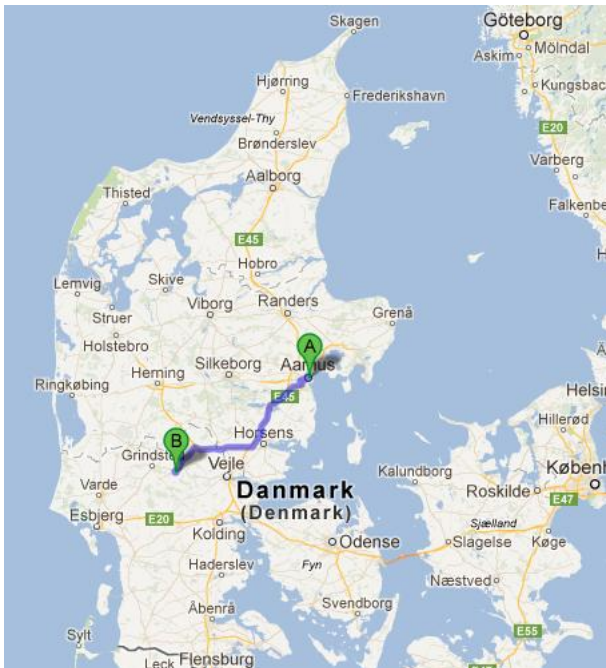 Skagen
Göteborg
Mölndal
Askim
Kungsbac
Hjørring
Frederikshavn
Vendsyssel-Thy
E20
Brønderslev
Varberg
Aalborg
Thisted
Falkenbe
E45
Hobro
Lemvig
Skive
Viborg
Randers
Grenå
Struer
Holstebro
A
Aarhus
Silkeborg
Herning
Ringkøbing
E45
Helsin
Hillerød
B
Horsens
Grindste
Vejle
Kalundborg
Københ
Danmark
(Denmark)
Roskilde
E47
Varde
Esbjerg
E20
Kolding
Odense
Sjælland
Slagelse
Køge
Fyn
Haderslev
Næstved
Svendborg
Åbenrå
Sylt
E55
Leck
Flensburg